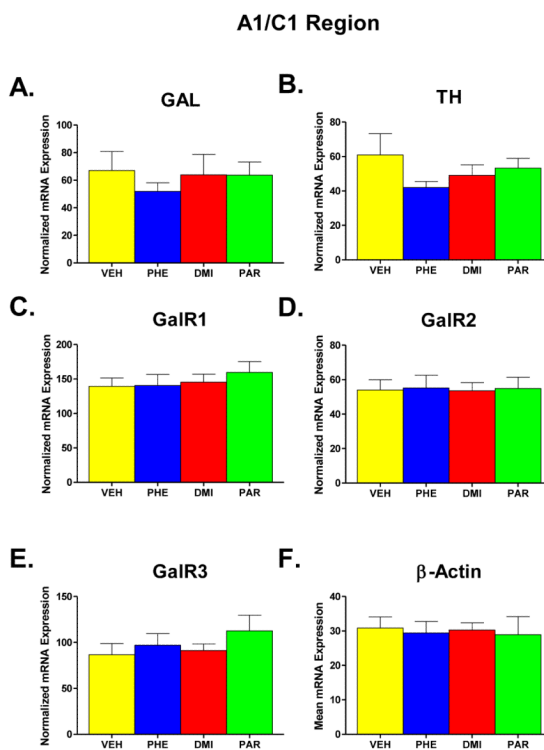 A1/C1 Region
A.
GAL
Normalized mRNA Expression
100
80
60
40
20
0
VEH PHE DMI PAR
B.
TH
Normalized mRNA Expression
80
60
40
20
0
VEH PHE DMI PAR
C.
GalR1
Normalized mRNA Expression
200
150
100
50
0
VEH PHE DMI PAR
D.
GalR2
Normalized mRNA Expression
80
60
40
20
0
VEH PHE DMI PAR
E.
GalR3
Normalized mRNA Expression
150
100
50
0
VEH PHE DMI PAR
F.
β-Actin
Mean mRNA Expression
40
30
20
10
0
VEH PHE DMI PAR